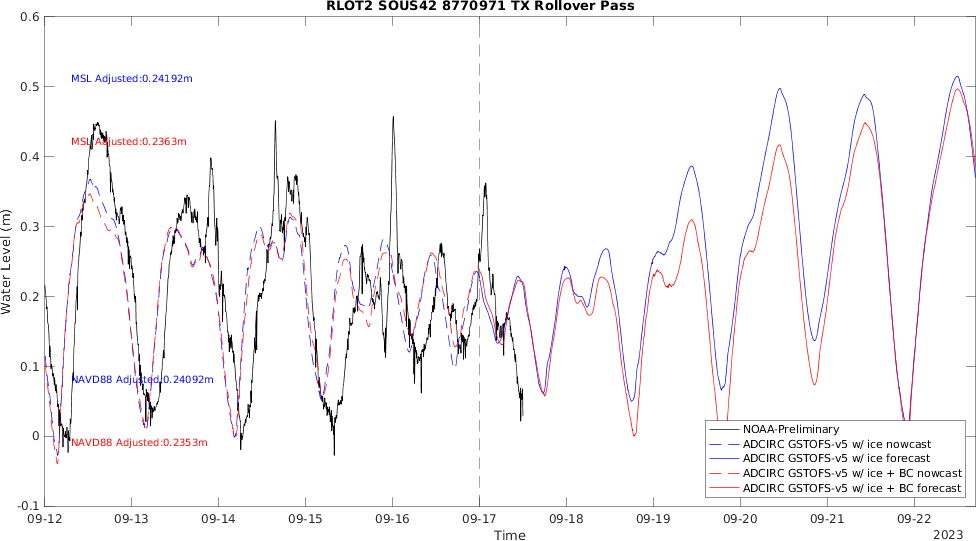 RLOT2 SOUS42 8770971 TX Rollover Pass
0.6
0.5
0.4
0.3
0.2
0.1
0
-0.1
Water Level (m)
MSL Adjusted:0.24192m
MSL Adjusted:0.2363m
NAVD88 Adjusted:0.24092m
NAVD88 Adjusted:0.2353m
NOAA-Preliminary
ADCIRC GSTOFS-v5 w/ ice nowcast
ADCIRC GSTOFS-v5 w/ ice forecast
ADCIRC GSTOFS-v5 w/ ice + BC nowcast
ADCIRC GSTOFS-v5 w/ ice + BC forecast
09-12 09-13 09-14 09-15 09-16 09-17 09-18 09-19 09-20 09-21 09-22
Time
2023